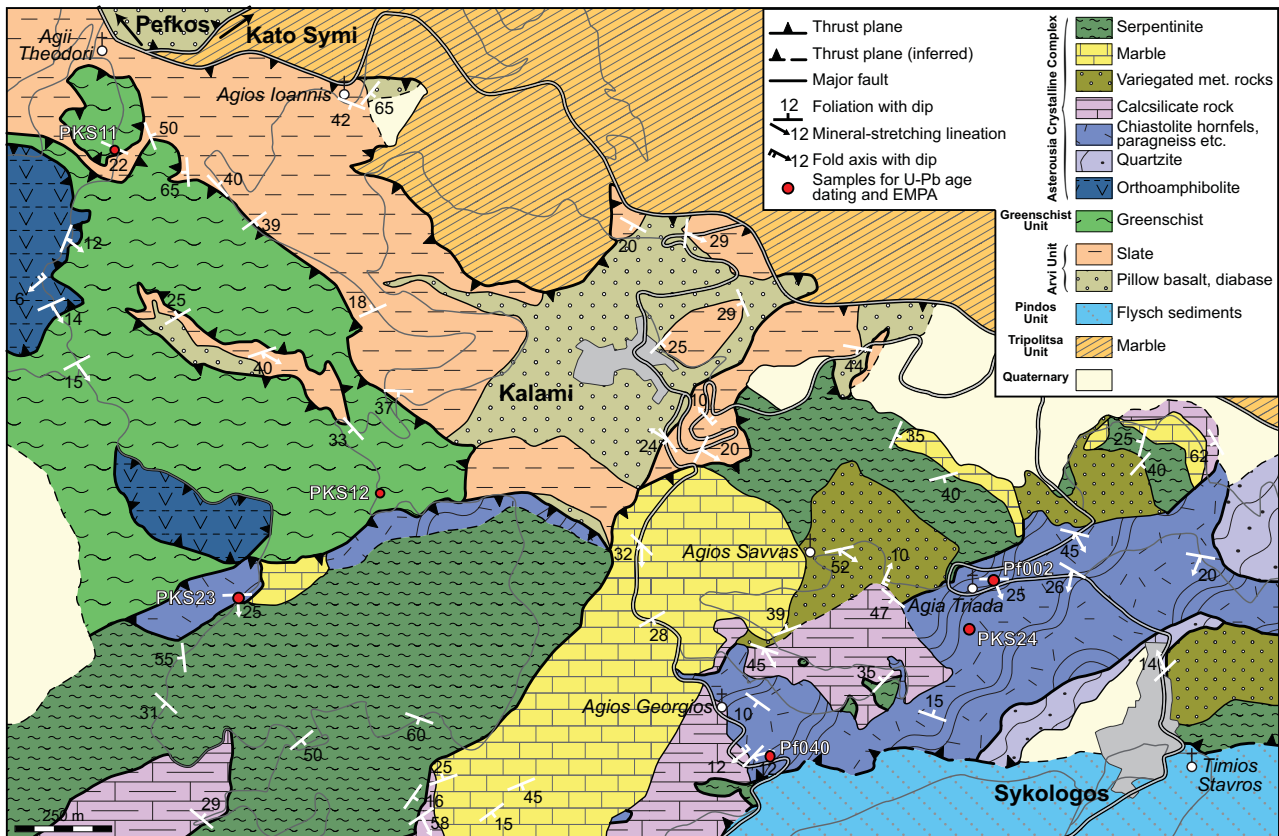 Pefkos
Kato Symi
Agii
Theodori
Agios Ioannis
65
42
PKS11
50
22
65
40
39
12
6
14
25
18
40
15
37
33
20
29
29
25
Kalami
44
10
24
20
PKS12
35
25
62
40
40
32
Agios Savvas
52
10
45
Pf002
20
25
26
Agia Triada
PKS23
25
47
39
28
PKS24
55
45
35
14
31
Agios Georgios
10
15
60
50
Pf040
12
12
Timios
Stavros
Sykologos
25
16
45
29
58
15
250 m
Thrust plane
Thrust plane (inferred)
Major fault
12
Foliation with dip
12
Mineral-stretching lineation
12
Fold axis with dip
Samples for U-Pb age
dating and EMPA
Asterousia Crystalline Complex
Serpentinite
Marble
Variegated met. rocks
Calcsilicate rock
Chiastolite hornfels,
paragneiss etc.
Quartzite
Orthoamphibolite
Greenschist
Unit
Greenschist
Arvi Unit
Slate
Pillow basalt, diabase
Pindos
Unit
Flysch sediments
Tripolitsa
Unit
Marble
Quaternary